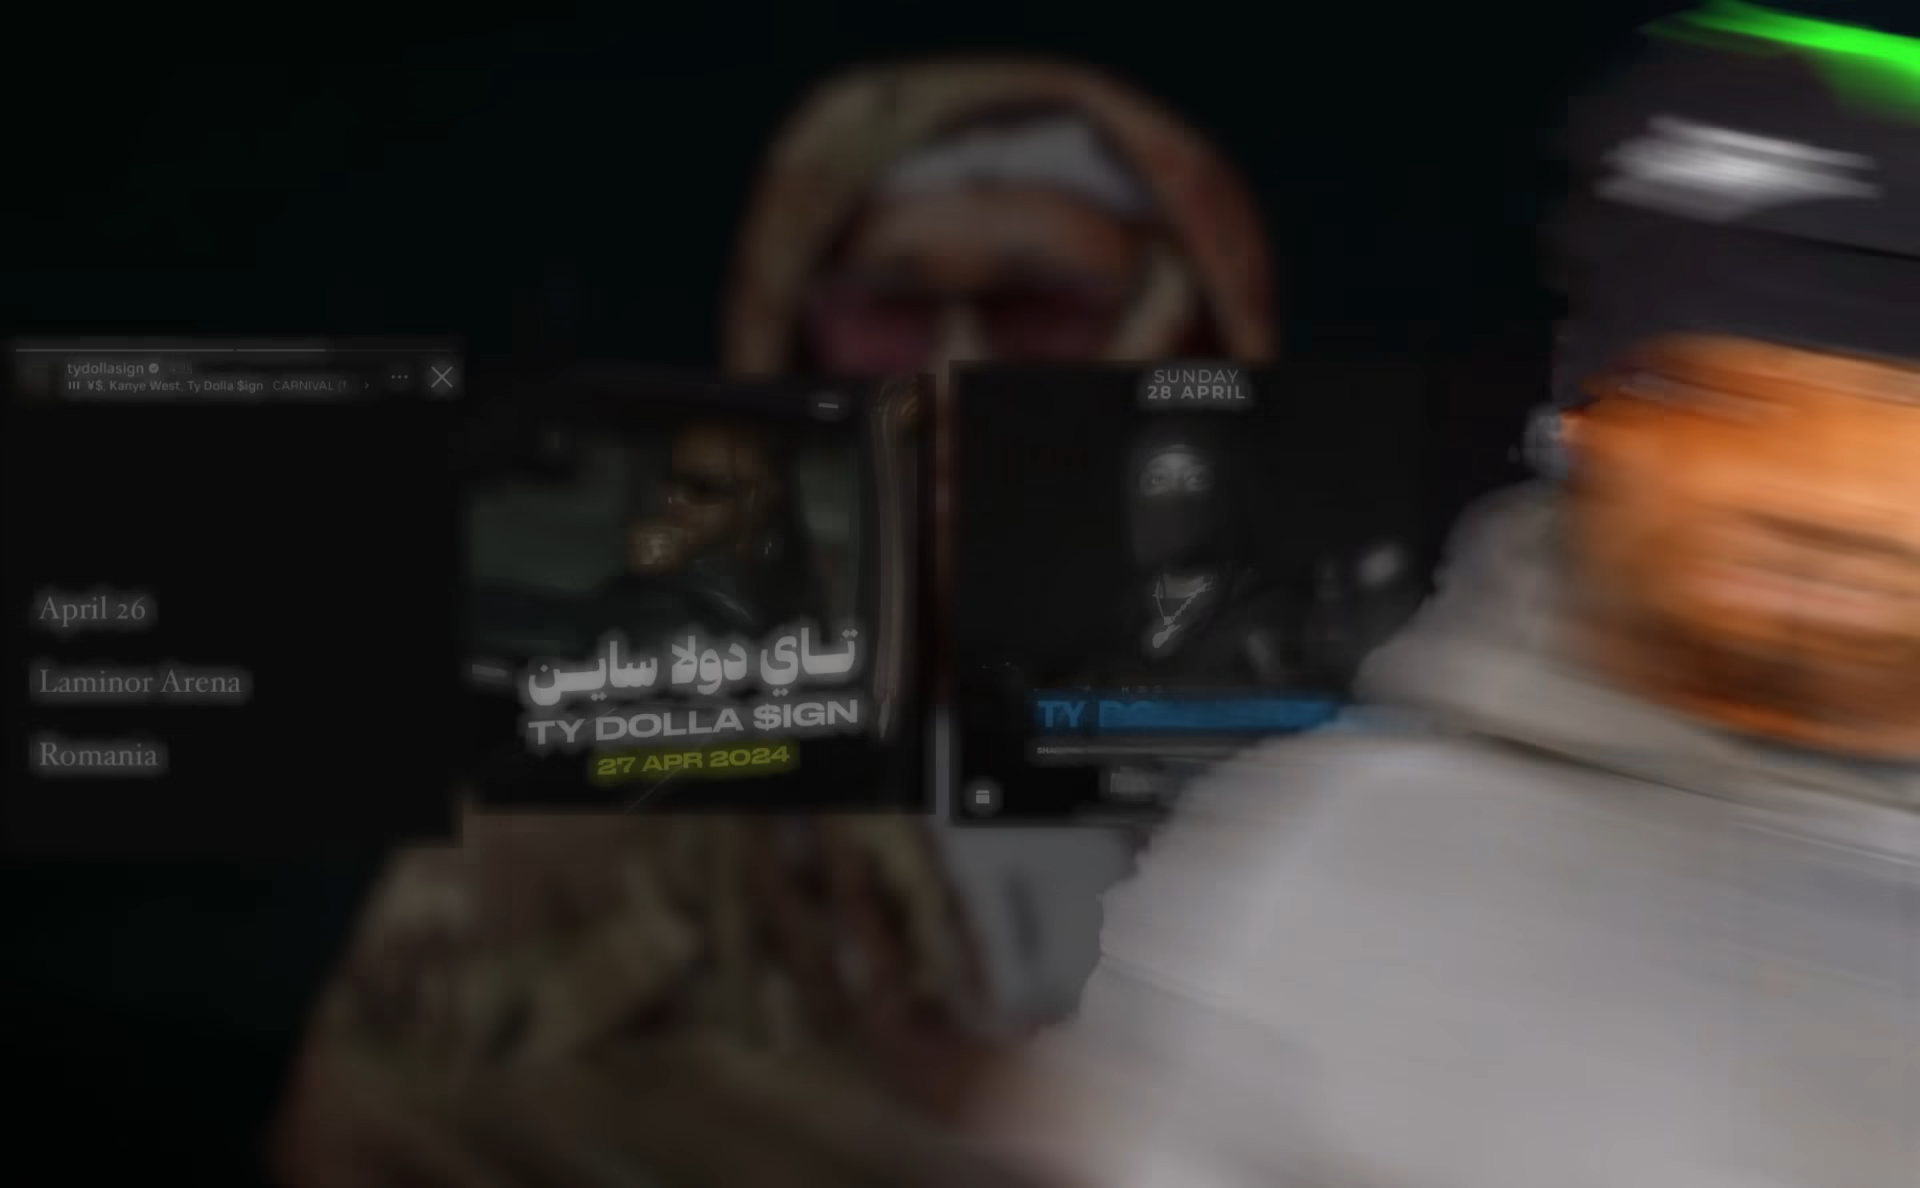 tydollasign
¥$, Kanye West, Ty Dolla $ign CARNIVAL
April 26
Laminor Arena
Romania
تاي دولا ساين
TY DOLLA $IGN
27 APR 2024
SUNDAY
28 APRIL
TY